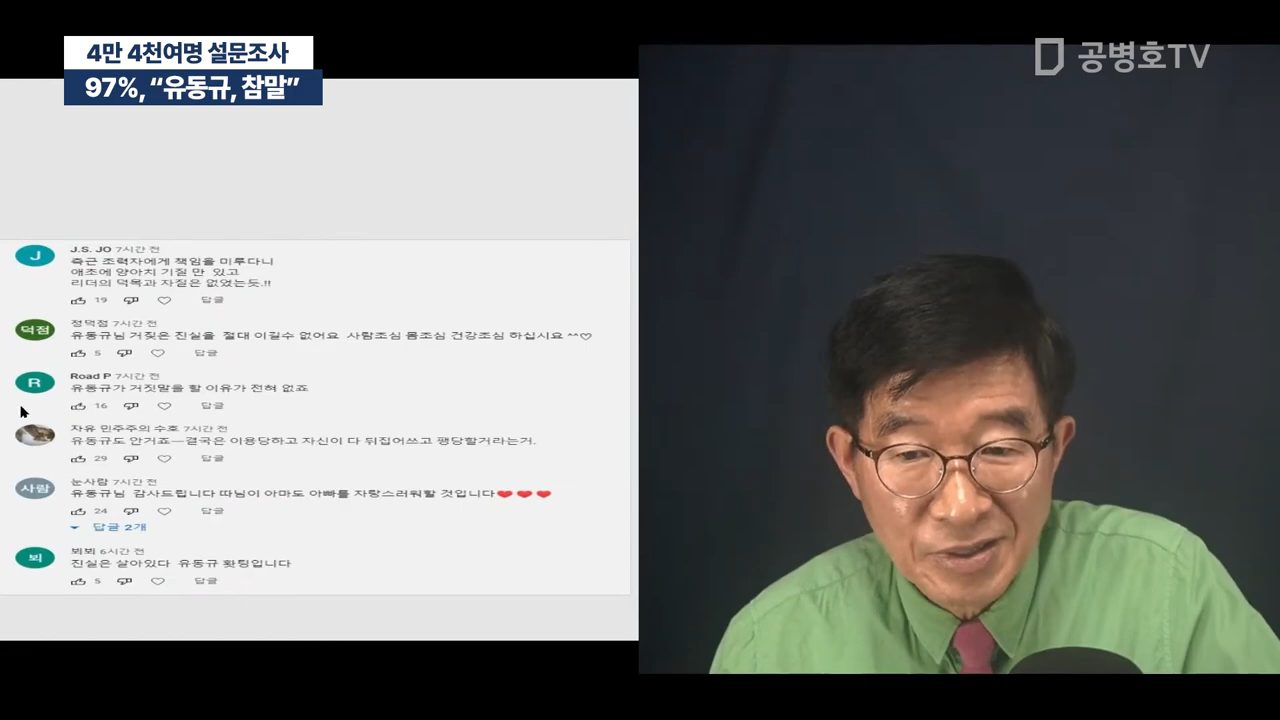 4만 4천여명 설문조사
97%, “유동규, 참말”
공병호TV
J
J.S. JO 7시간 전
측근 조력자에게 책임을 미루다니
애초에 양아치 기질 만 있고
리더의 덕목과 자질은 없었는듯.!!
19 답글
덕점
정덕점 7시간 전
유동규님 거짖은 진실을 절대 이길수 없어요 사람조심 몸조심 건강조심 하십시요 ^^♡
5 답글
R
Road P 7시간 전
유동규가 거짓말을 할 이유가 전혀 없죠
16 답글
자유 민주주의 수호 7시간 전
유동규도 안거죠---결국은 이용당하고 자신이 다 뒤집어쓰고 팽당할거라는거.
29 답글
사람
눈사람 7시간 전
유동규님 감사드립니다 따님이 아마도 아빠를 자랑스러워할 것입니다❤❤❤
24 답글
답글 2개
뵈
뵈뵈 6시간 전
진실은 살아있다 유동규 홧팅입니다
5 답글